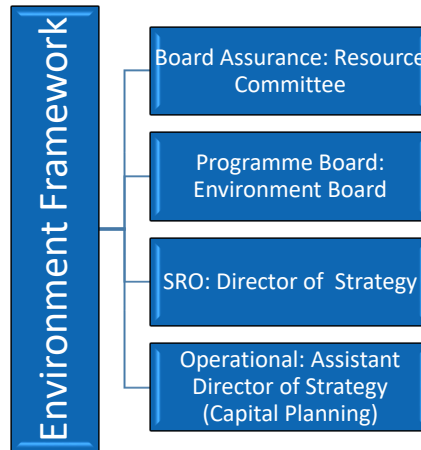 Environment Framework
Board Assurance: Resource
Committee
Programme Board:
Environment Board
SRO: Director of Strategy
Operational: Assistant
Director of Strategy
(Capital Planning)